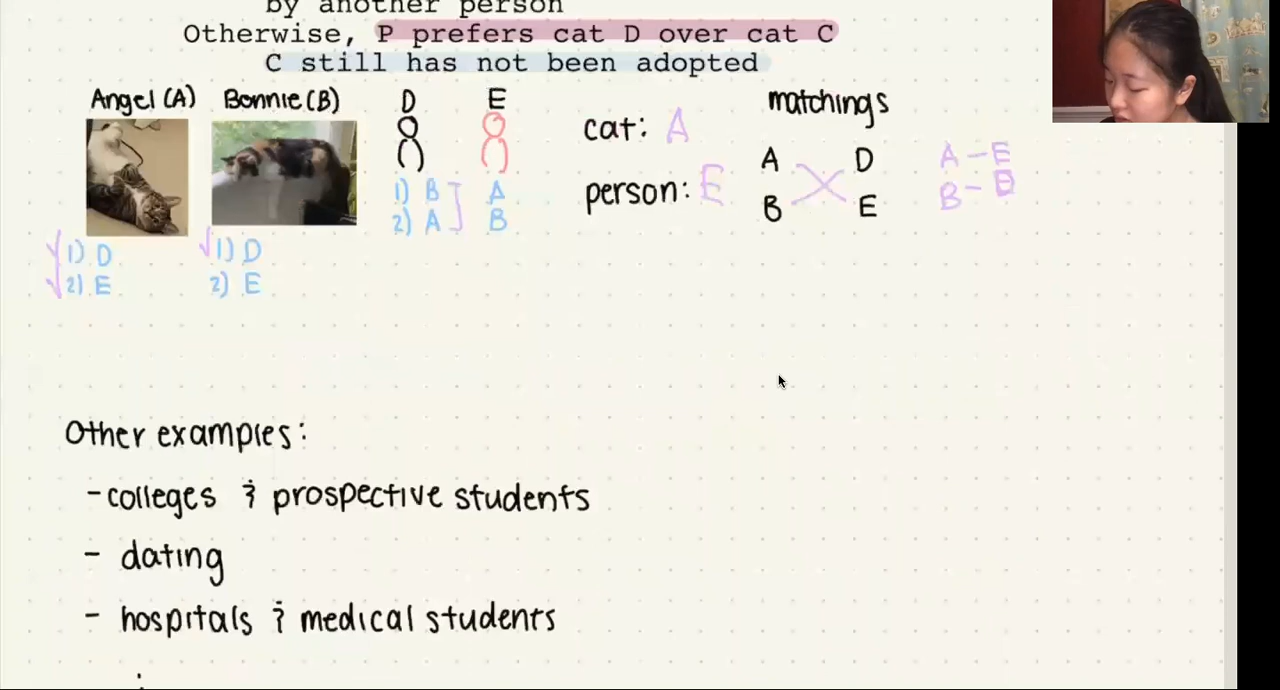 by another person
Otherwise, P prefers cat D over cat C
C still has not been adopted
Angel (A) Bonnie (B) D E
cat: A
matchings
person: E
A D
B E
A - E
B - D
1) B
2) A
A
B
1) D
2) E
1) D
2) E
Other examples:
- colleges & prospective students
- dating
- hospitals & medical students